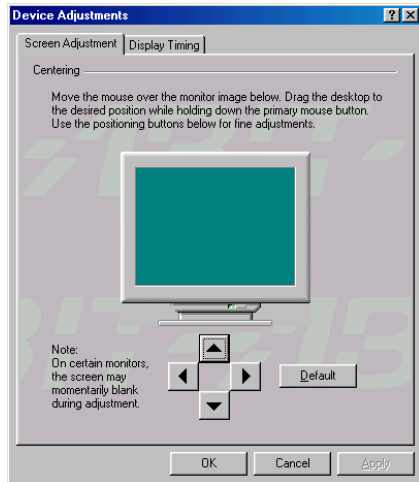 Device Adjustments
Screen Adjustment Display Timing
Centering
Move the mouse over the monitor image below. Drag the desktop to
the desired position while holding down the primary mouse button.
Use the positioning buttons below for fine adjustments.
Note:
On certain monitors,
the screen may
momentarily blank
during adjustment.
Default
OK Cancel Apply